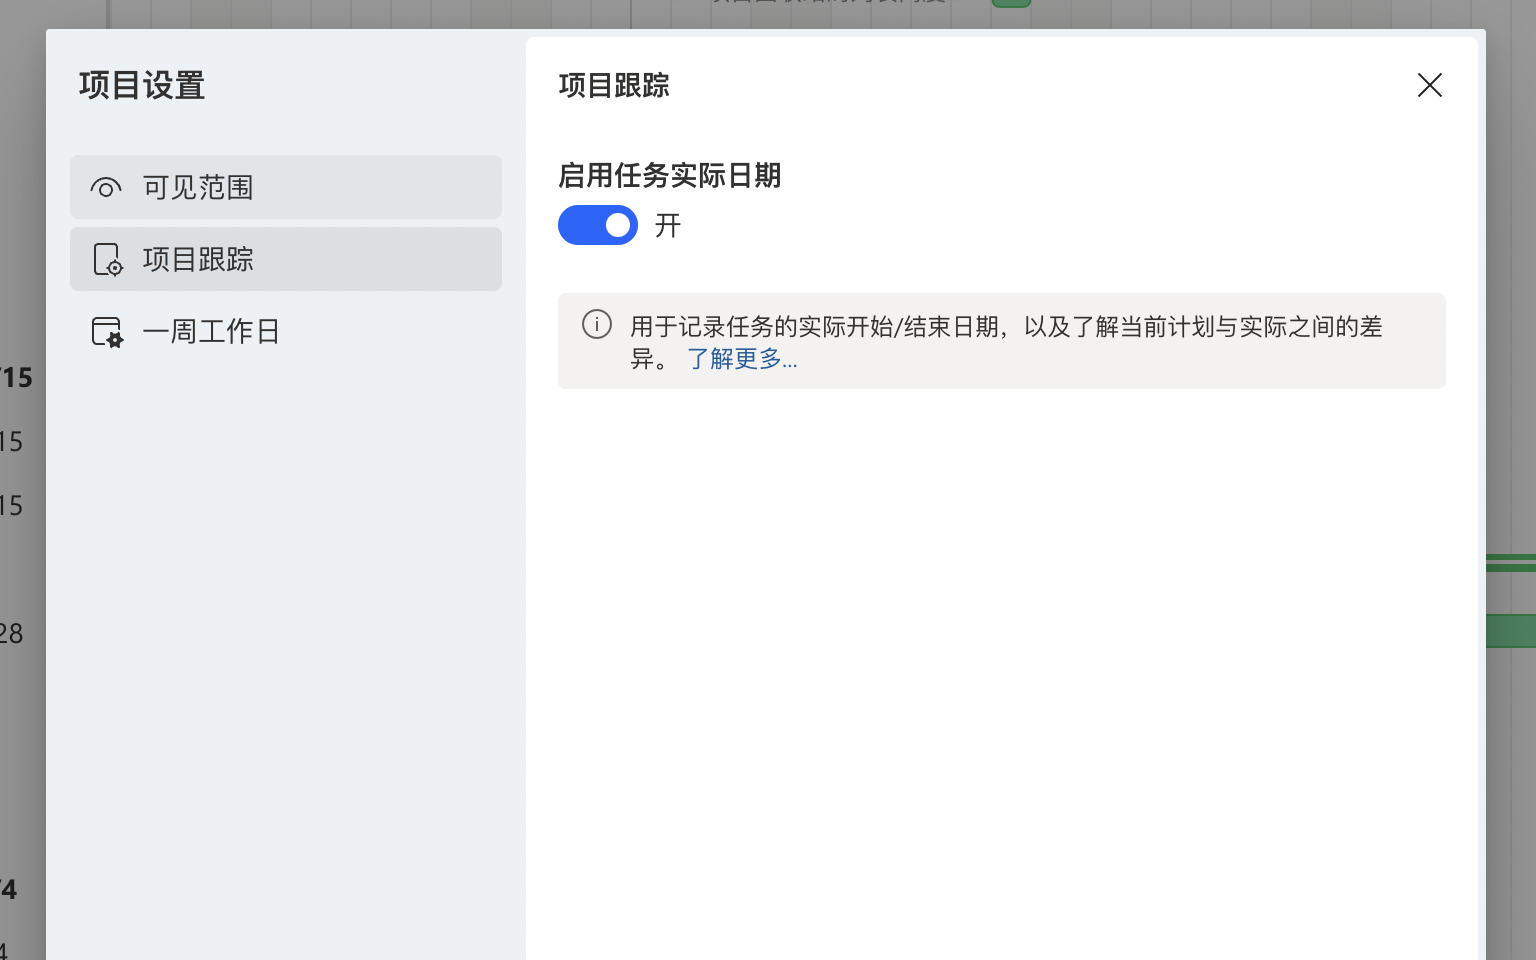 项目设置
可见范围
项目跟踪
一周工作日
项目跟踪
启用任务实际日期
开
用于记录任务的实际开始/结束日期，以及了解当前计划与实际之间的差
异。 了解更多...
/15
15
15
28
/4
4